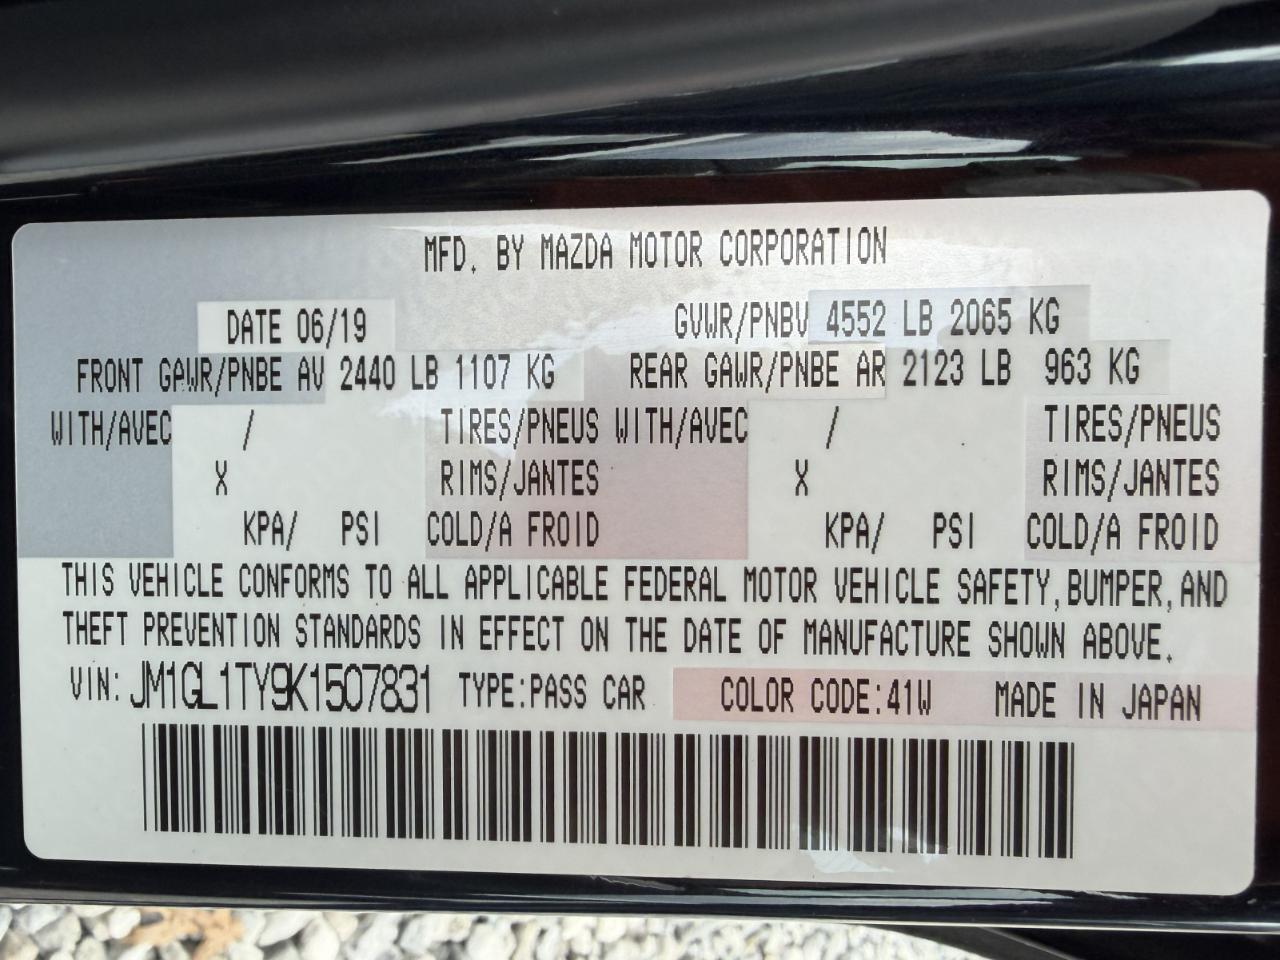 MFD. BY MAZDA MOTOR CORPORATION
DATE 06/19 GVWR/PNBV 4552 LB 2065 KG
FRONT GAWR/PNBE AV 2440 LB 1107 KG REAR GAWR/PNBE AR 2123 LB 963 KG
WITH/AVEC / TIRES/PNEUS WITH/AVEC / TIRES/PNEUS
X RIMS/JANTES X RIMS/JANTES
KPA/ PSI COLD/A FROID KPA/ PSI COLD/A FROID
THIS VEHICLE CONFORMS TO ALL APPLICABLE FEDERAL MOTOR VEHICLE SAFETY, BUMPER, AND
THEFT PREVENTION STANDARDS IN EFFECT ON THE DATE OF MANUFACTURE SHOWN ABOVE.
VIN: JM1GL1TY9K1507831 TYPE:PASS CAR COLOR CODE:41W MADE IN JAPAN